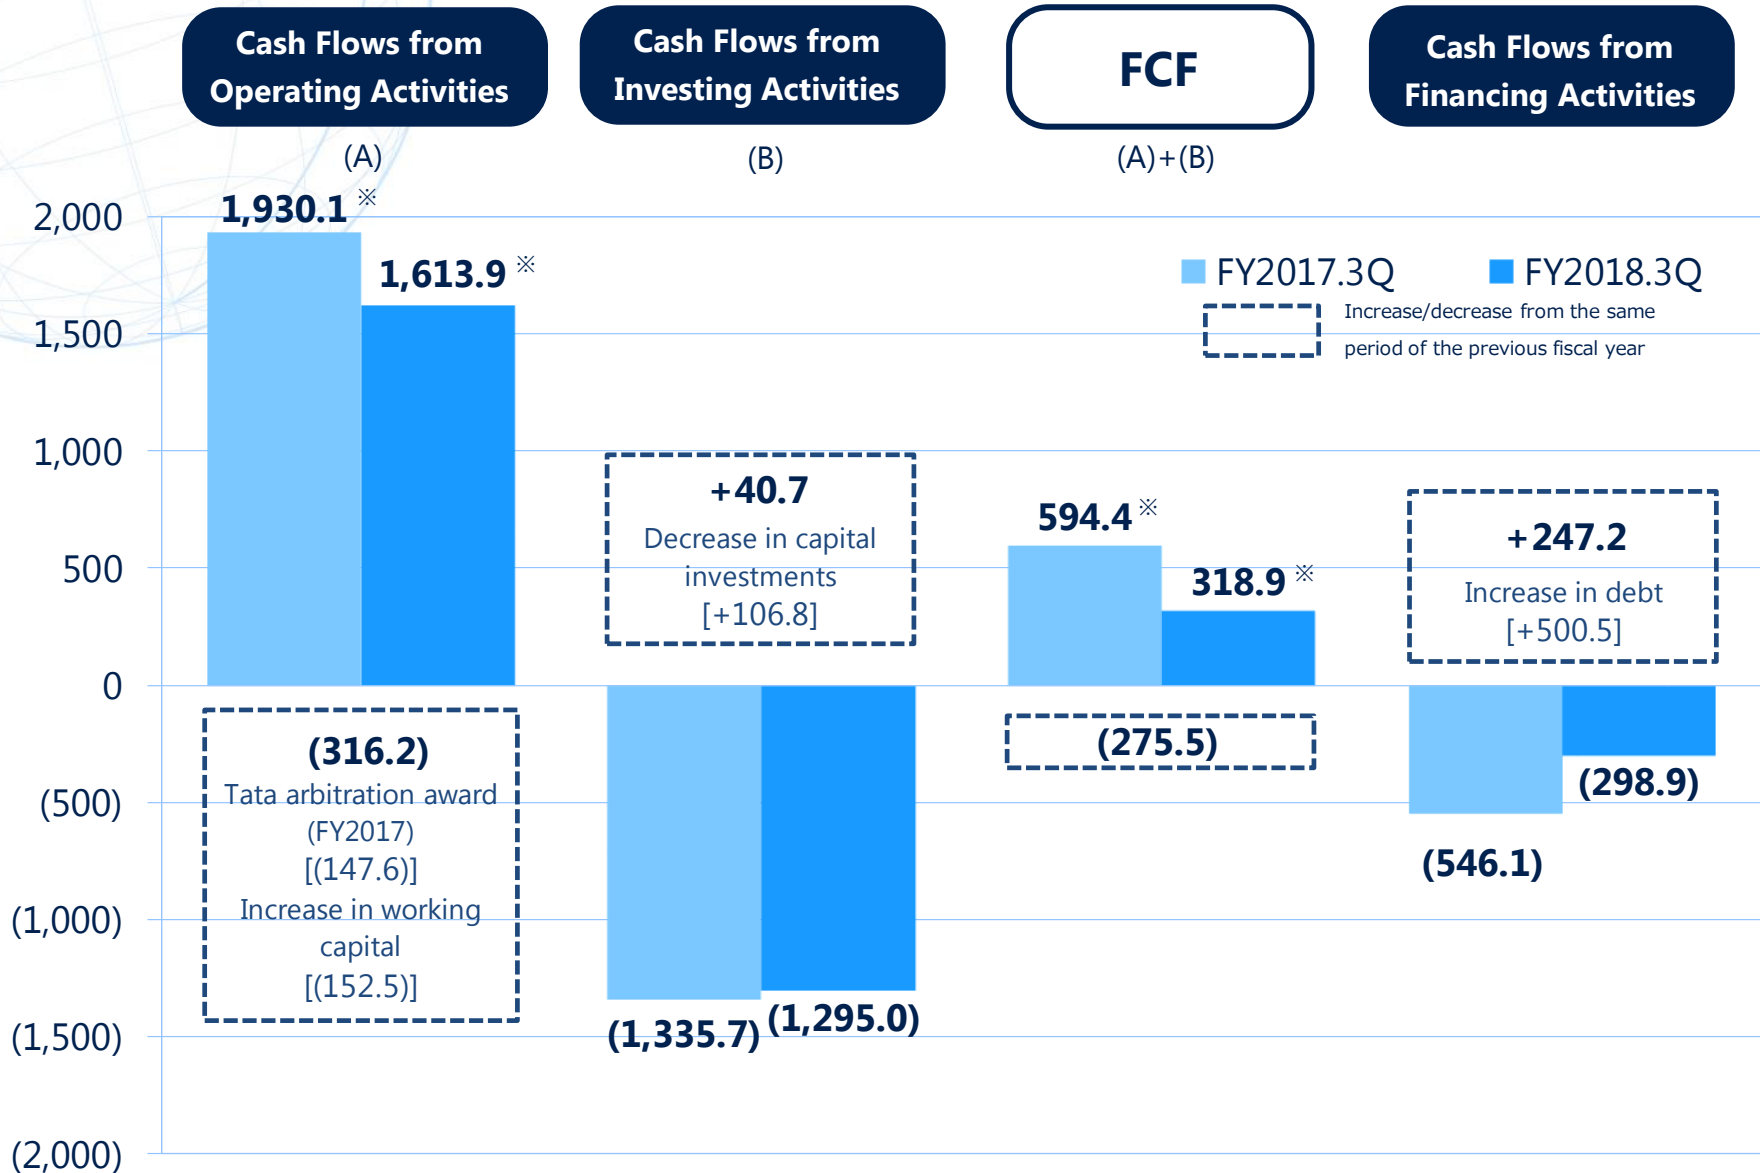 Cash Flows from
Operating Activities
(A)
Cash Flows from
Investing Activities
(B)
FCF
(A)+(B)
Cash Flows from
Financing Activities
2,000
1,500
1,000
500
0
(500)
(1,000)
(1,500)
(2,000)
FY2017.3Q
FY2018.3Q
Increase/decrease from the same
period of the previous fiscal year
1,930.1 ※
1,613.9 ※
(316.2)
Tata arbitration award
(FY2017)
[(147.6)]
Increase in working
capital
[(152.5)]
+40.7
Decrease in capital
investments
[+106.8]
(1,335.7)
(1,295.0)
594.4 ※
318.9 ※
(275.5)
+247.2
Increase in debt
[+500.5]
(546.1)
(298.9)